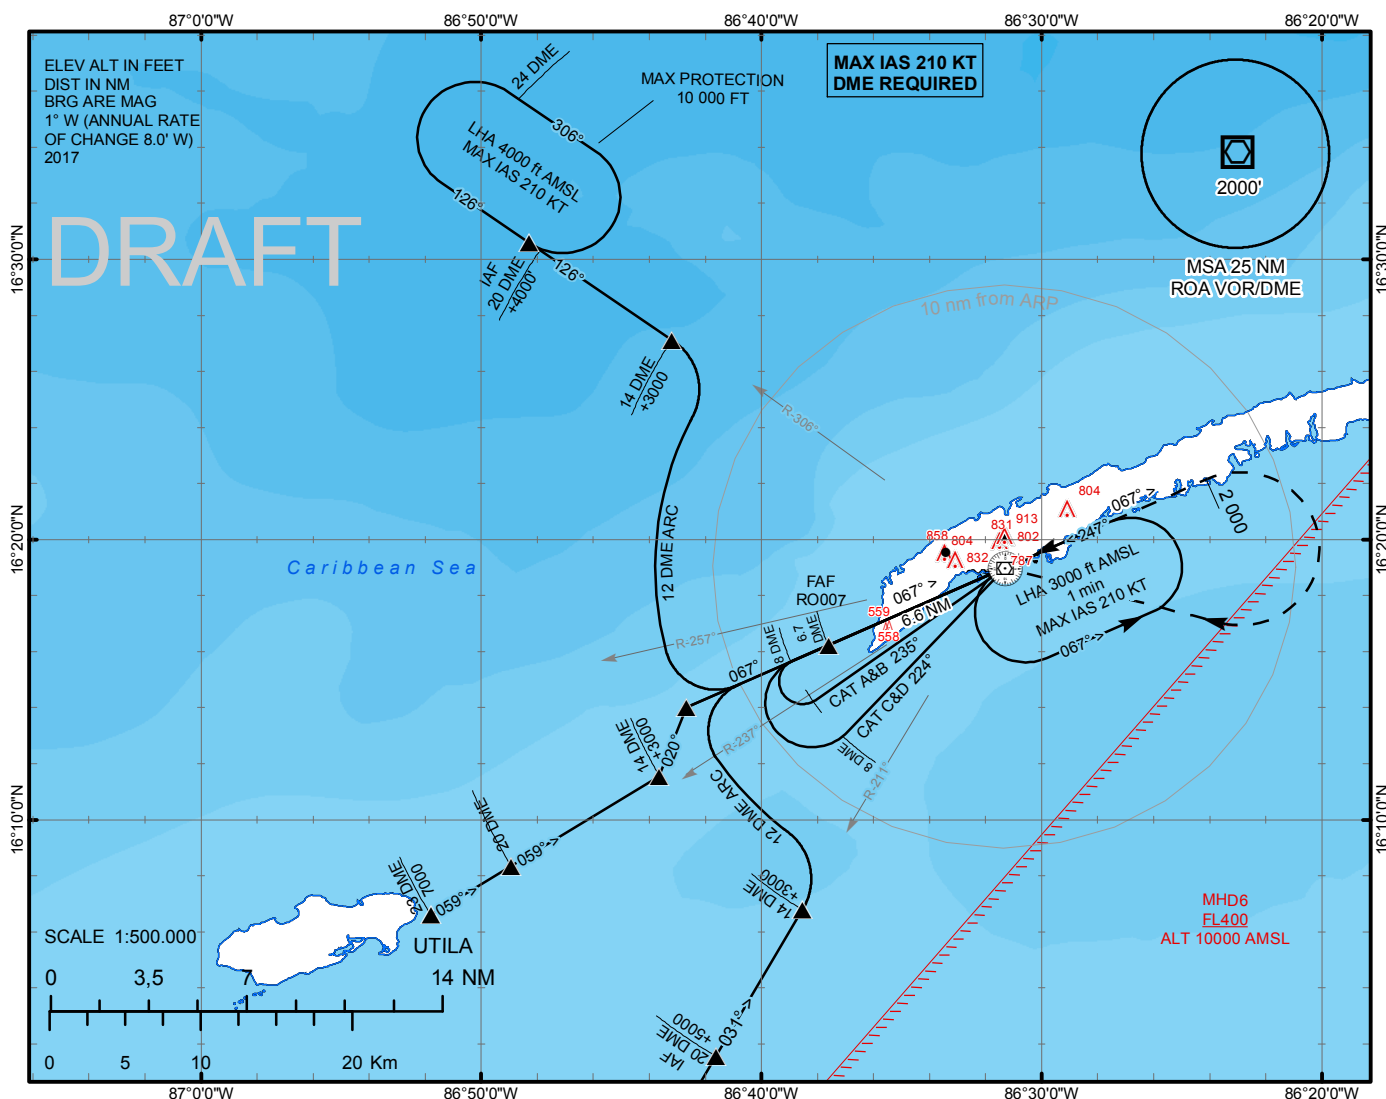 87°0'0"W
86°50'0"W
86°40'0"W
86°30'0"W
86°20'0"W
ELEV ALT IN FEET
DIST IN NM
BRG ARE MAG
1° W (ANNUAL RATE
OF CHANGE 8.0' W)
2017
DRAFT
24 DME
MAX PROTECTION
10 000 FT
306°
LHA 4000 ft AMSL
MAX IAS 210 KT
126°
MAX IAS 210 KT
DME REQUIRED
2000'
MSA 25 NM
ROA VOR/DME
16°30'0"N
16°30'0"N
IAF
20 DME
+4000'
126°
14 DME
+3000
10 nm from ARP
R-306°
12 DME ARC
804
913
831
802
858
804
832
787
067° >
< 247°
2 000
16°20'0"N
16°20'0"N
Caribbean Sea
FAF
RO007
6.7
DME
8 DME
067° >
6.6 NM
559
558
LHA 3000 ft AMSL
1 min
MAX IAS 210 KT
067°->
R-257°
067°
CAT A&B 235°
CAT C&D 224°
8 DME
R-237°
R-211°
14 DME
+3000
020°
12 DME ARC
20 DME
059°->
16°10'0"N
16°10'0"N
23 DME
7000
059°->
UTILA
14 DME
+3000
031°->
IAF
20 DME
+5000
MHD6
FL400
ALT 10000 AMSL
SCALE 1:500.000
0 3,5 7 14 NM
0 5 10 20 Km
87°0'0"W
86°50'0"W
86°40'0"W
86°30'0"W
86°20'0"W